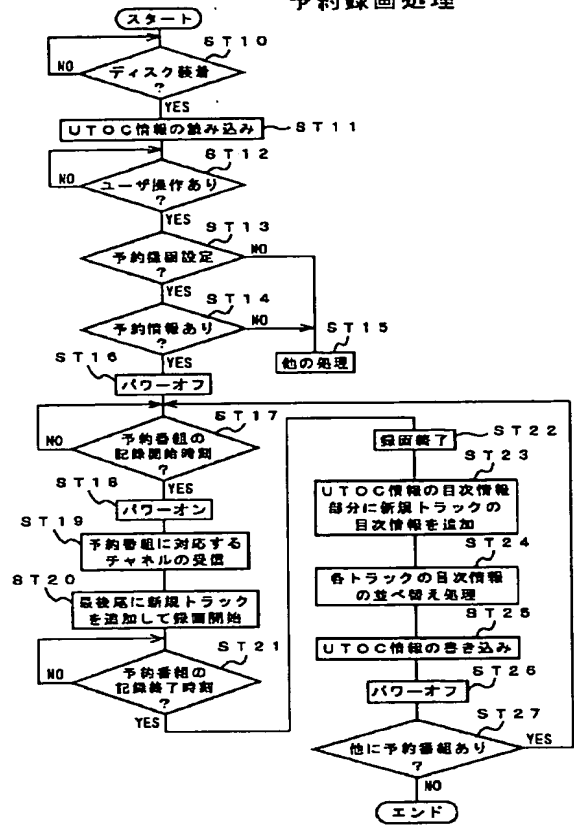 予約録画処理
スタート
ST10
ディスク装着
?
NO
YES
UTOC情報の読み込み
ST11
ST12
ユーザ操作あり
?
NO
YES
ST13
予約録画設定
?
NO
YES
ST14
予約情報あり
?
NO
YES
ST15
他の処理
ST16
パワーオフ
ST17
予約番組の
記録開始時刻
?
NO
YES
ST18
パワーオン
ST19
予約番組に対応する
チャネルの受信
ST20
最後尾に新規トラック
を追加して録画開始
ST21
予約番組の
記録終了時刻
?
NO
YES
録画終了
ST22
ST23
UTOC情報の目次情報
部分に新規トラックの
目次情報を追加
ST24
各トラックの目次情報
の並べ替え処理
ST25
UTOC情報の書き込み
ST26
パワーオフ
ST27
他に予約番組あり
?
YES
NO
エンド